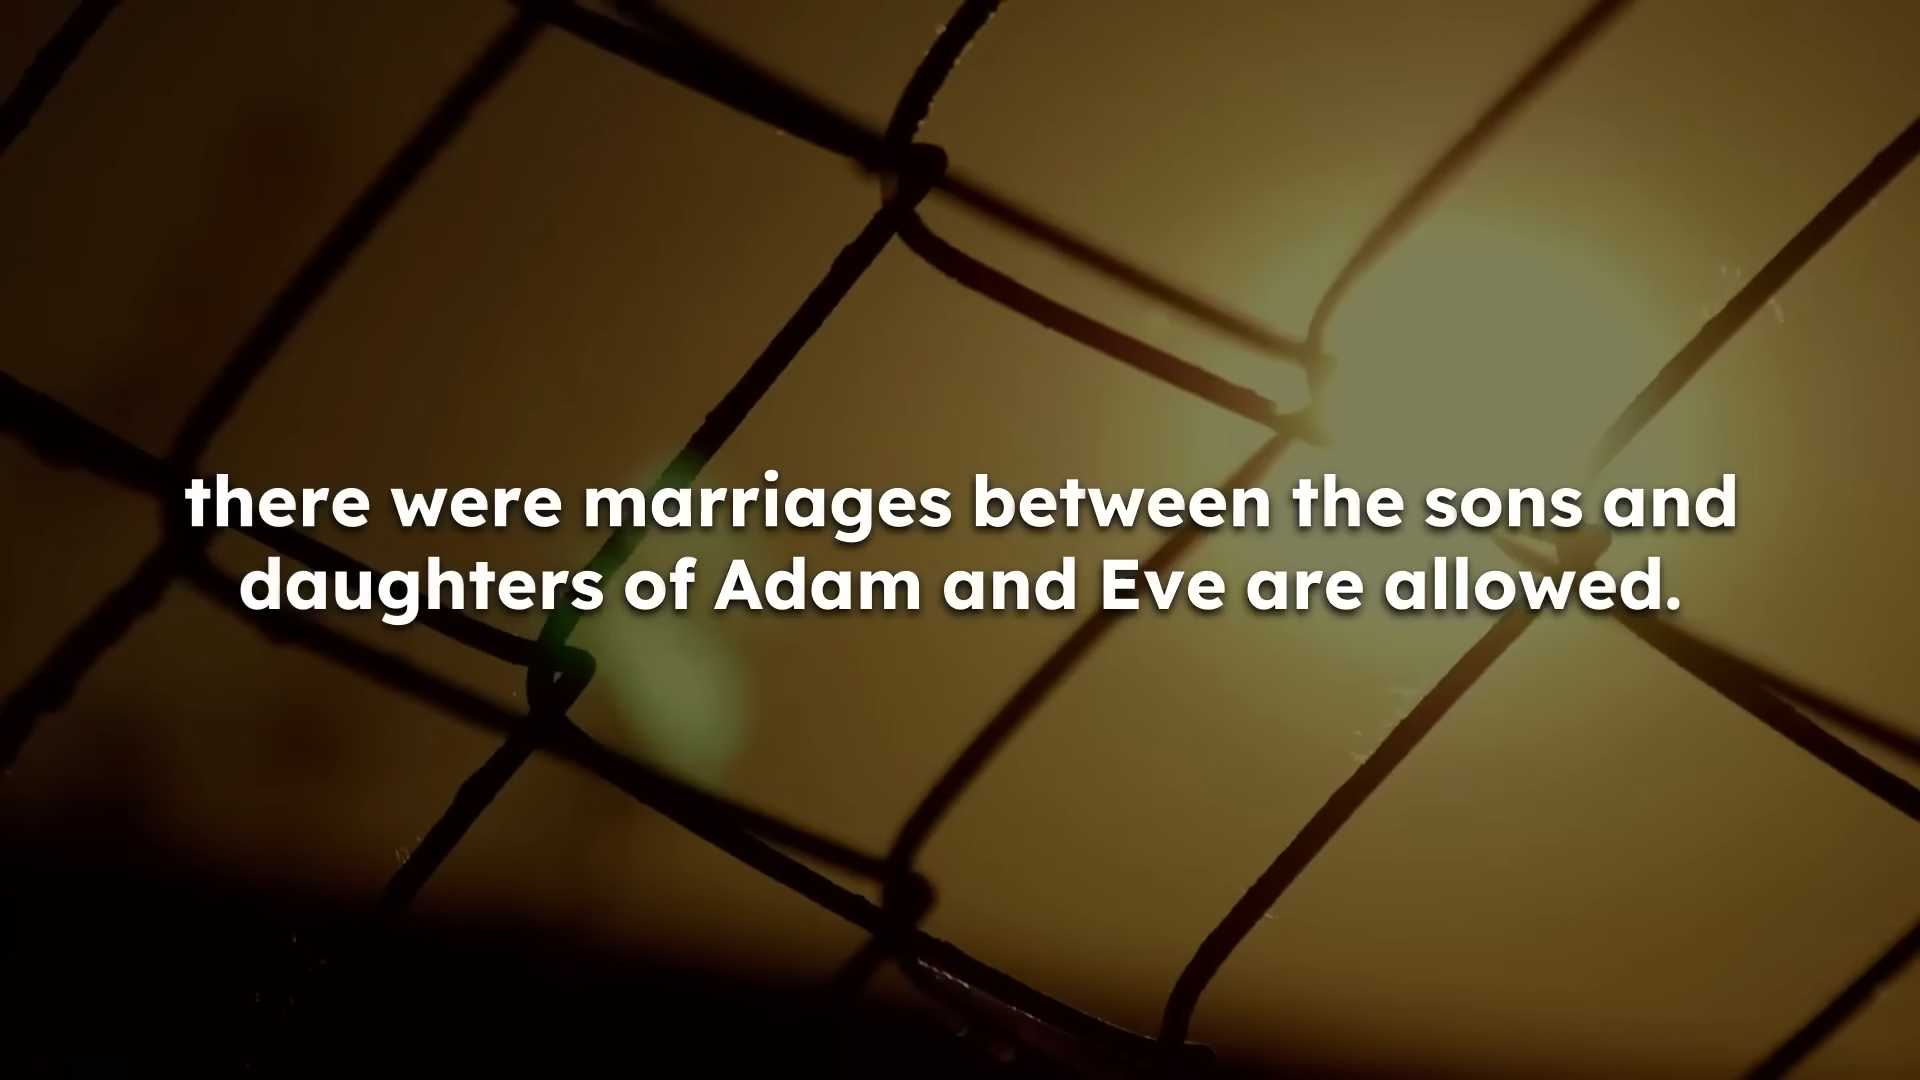 there were marriages between the sons and
daughters of Adam and Eve are allowed.